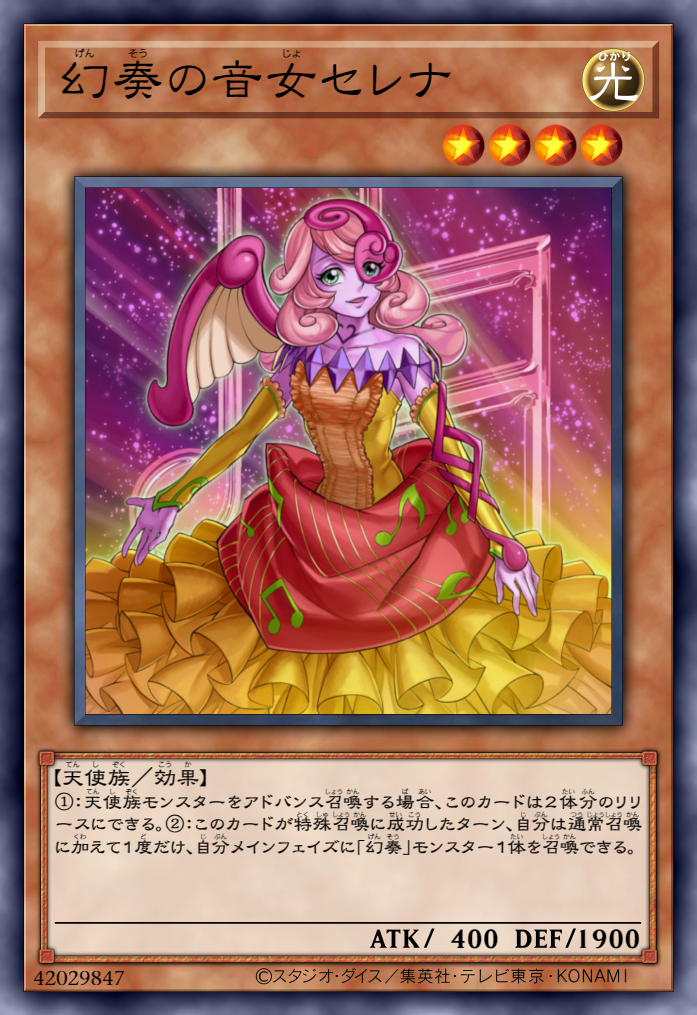 幻奏の音女セレナ
光
【天使族／効果】
①：天使族モンスターをアドバンス召喚する場合、このカードは２体分のリリ
ースにできる。②：このカードが特殊召喚に成功したターン、自分は通常召喚
に加えて１度だけ、自分メインフェイズに「幻奏」モンスター１体を召喚できる。
ATK/ 400 DEF/1900
42029847 ©スタジオ・ダイス／集英社・テレビ東京・KONAMI